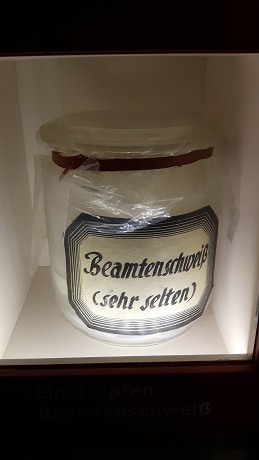 Beamtenschweiß
(sehr selten)
Ein Tropfen
Beamtenschweiß